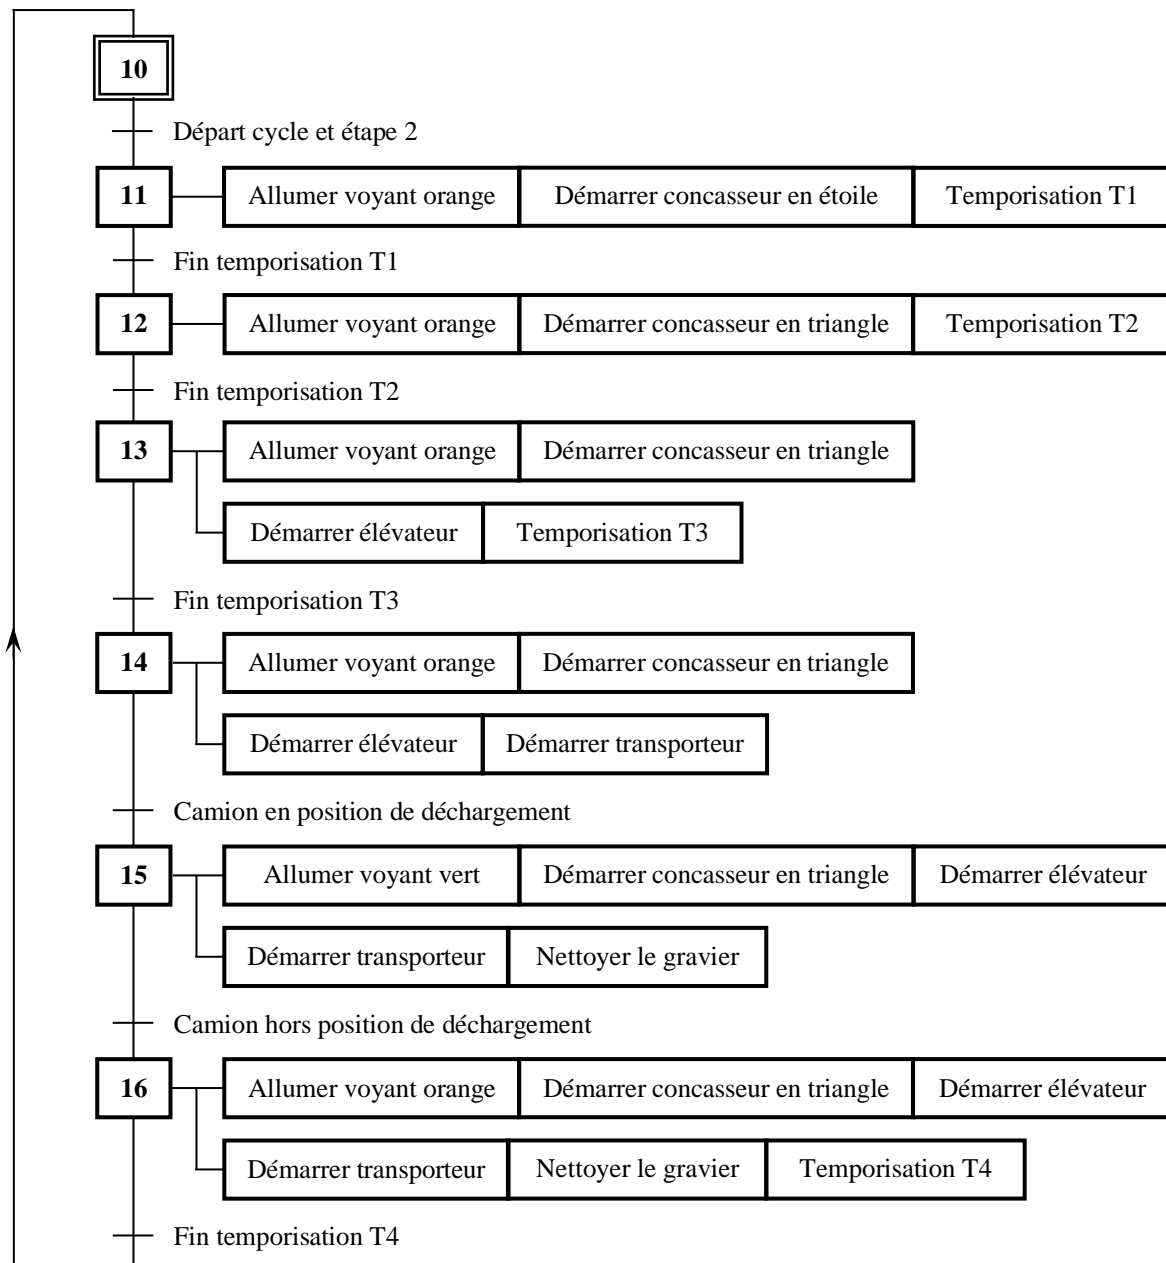 10
Départ cycle et étape 2
11 Allumer voyant orange Démarrer concasseur en étoile Temporisation T1
Fin temporisation T1
12 Allumer voyant orange Démarrer concasseur en triangle Temporisation T2
Fin temporisation T2
13 Allumer voyant orange Démarrer concasseur en triangle
Démarrer élévateur Temporisation T3
Fin temporisation T3
14 Allumer voyant orange Démarrer concasseur en triangle
Démarrer élévateur Démarrer transporteur
Camion en position de déchargement
15 Allumer voyant vert Démarrer concasseur en triangle Démarrer élévateur
Démarrer transporteur Nettoyer le gravier
Camion hors position de déchargement
16 Allumer voyant orange Démarrer concasseur en triangle Démarrer élévateur
Démarrer transporteur Nettoyer le gravier Temporisation T4
Fin temporisation T4